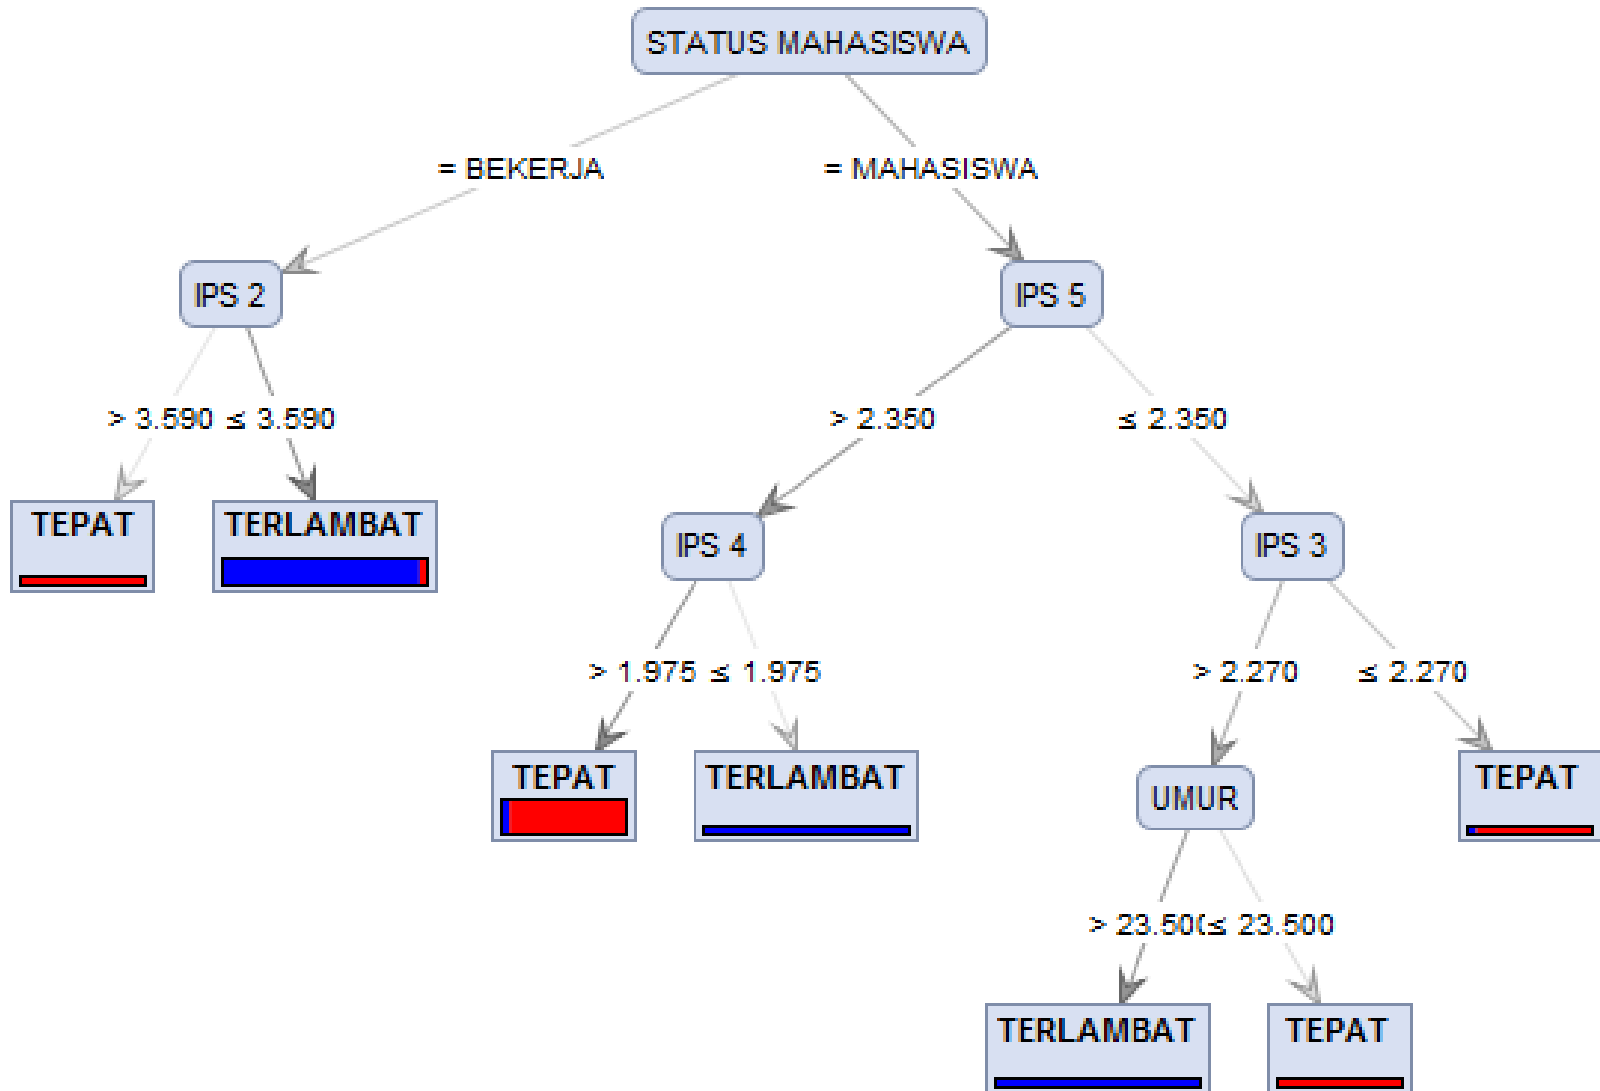 STATUS MAHASISWA
= BEKERJA
= MAHASISWA
IPS 2
IPS 5
> 3.590
≤ 3.590
> 2.350
≤ 2.350
TEPAT
TERLAMBAT
IPS 4
IPS 3
> 1.975
≤ 1.975
> 2.270
≤ 2.270
TEPAT
TERLAMBAT
UMUR
TEPAT
> 23.500
≤ 23.500
TERLAMBAT
TEPAT